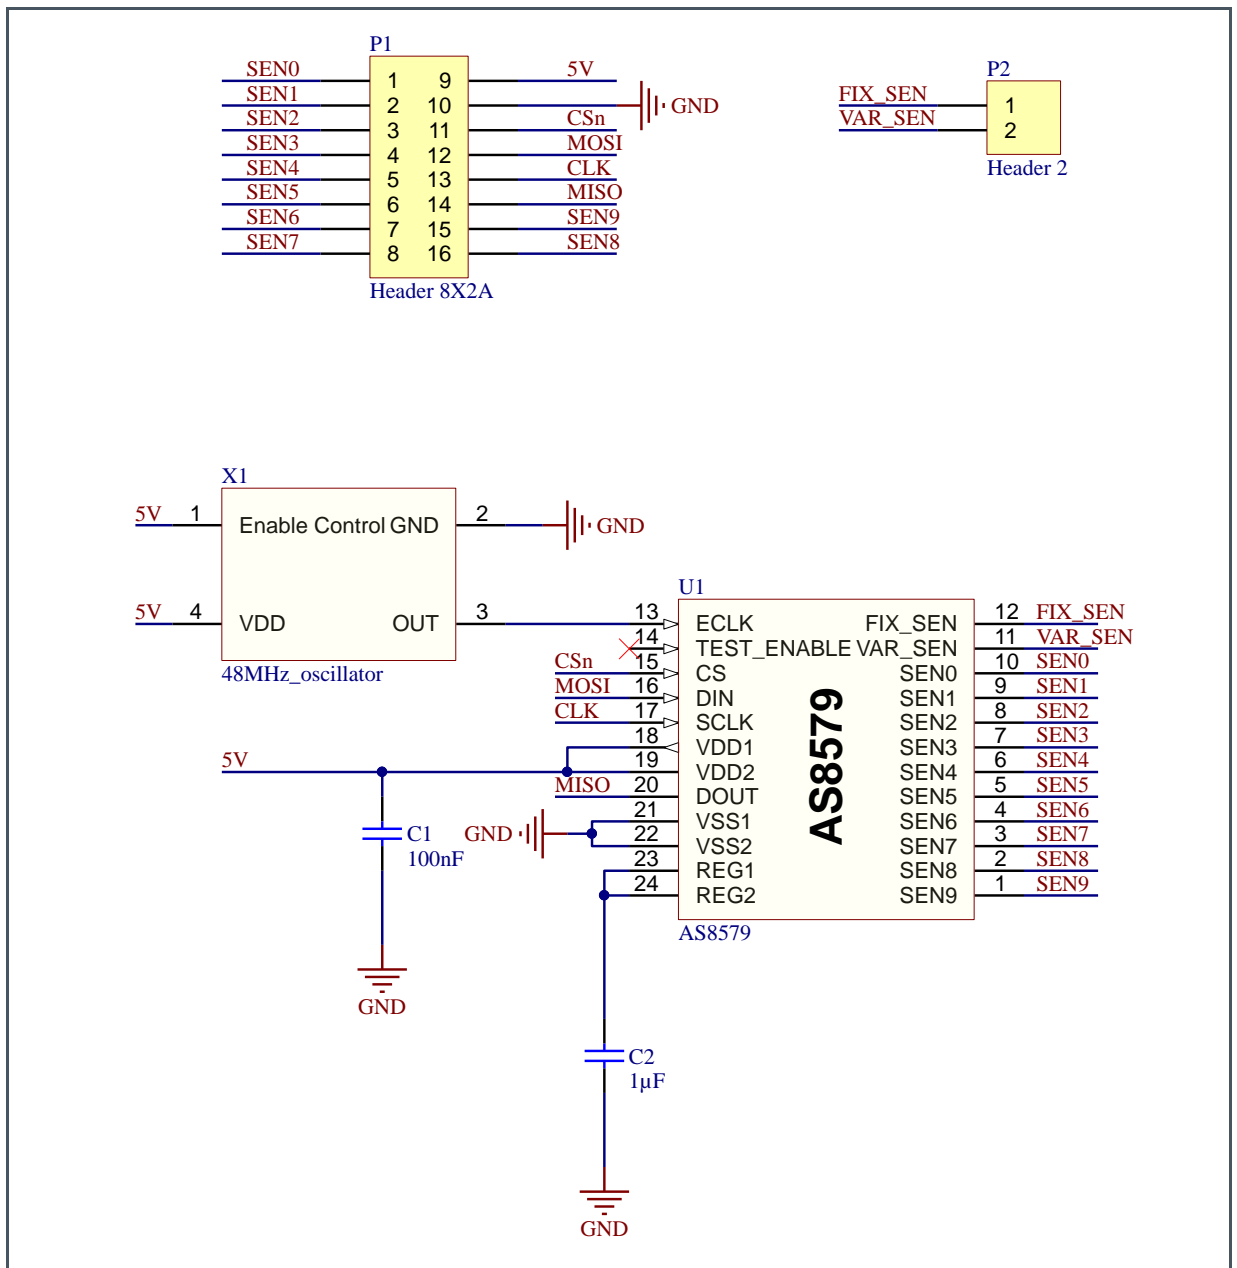 P1
SEN0 1 9 5V
SEN1 2 10 GND
SEN2 3 11 CSn
SEN3 4 12 MOSI
SEN4 5 13 CLK
SEN5 6 14 MISO
SEN6 7 15 SEN9
SEN7 8 16 SEN8
Header 8X2A
P2
FIX_SEN 1
VAR_SEN 2
Header 2
X1
5V 1 Enable Control GND 2 GND
5V 4 VDD OUT 3
48MHz_oscillator
U1
13 ECLK FIX_SEN 12 FIX_SEN
14 TEST_ENABLE VAR_SEN 11 VAR_SEN
CSn 15 CS SEN0 10 SEN0
MOSI 16 DIN SEN1 9 SEN1
CLK 17 SCLK SEN2 8 SEN2
18 VDD1 SEN3 7 SEN3
5V 19 VDD2 SEN4 6 SEN4
MISO 20 DOUT SEN5 5 SEN5
21 VSS1 SEN6 4 SEN6
GND 22 VSS2 SEN7 3 SEN7
23 REG1 SEN8 2 SEN8
24 REG2 SEN9 1 SEN9
AS8579
AS8579
C1
100nF
GND
C2
1µF
GND